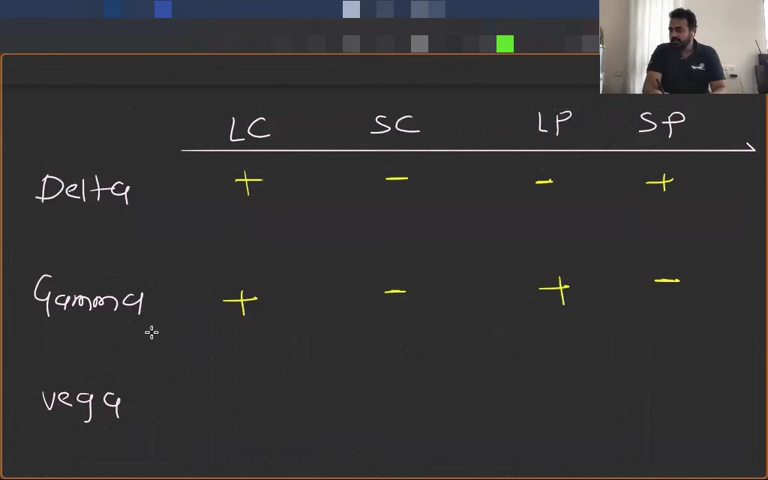 LC SC LP SP
Delta + - - +
Gamma + - + -
vega